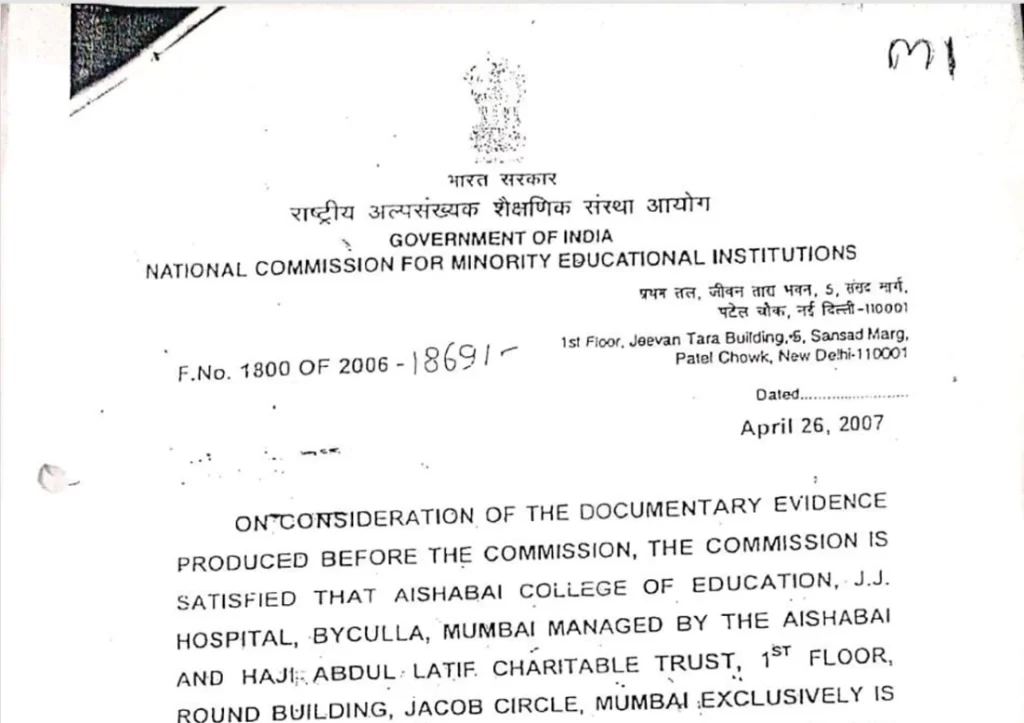 भारत सरकार
राष्ट्रीय अल्पसंख्यक शैक्षणिक संस्था आयोग
GOVERNMENT OF INDIA
NATIONAL COMMISSION FOR MINORITY EDUCATIONAL INSTITUTIONS
प्रथम तल, जीवन तारा भवन, 5, संसद मार्ग,
पटेल चौक, नई दिल्ली-110001
1st Floor, Jeevan Tara Building, 5, Sansad Marg,
Patel Chowk, New Delhi-110001
F.No. 1800 OF 2006 - 18691-
Dated...........................
April 26, 2007
ON CONSIDERATION OF THE DOCUMENTARY EVIDENCE
PRODUCED BEFORE THE COMMISSION, THE COMMISSION IS
SATISFIED THAT AISHABAI COLLEGE OF EDUCATION, J.J.
HOSPITAL, BYCULLA, MUMBAI MANAGED BY THE AISHABAI
AND HAJI ABDUL LATIF CHARITABLE TRUST, 1ST FLOOR,
ROUND BUILDING, JACOB CIRCLE, MUMBAI EXCLUSIVELY IS